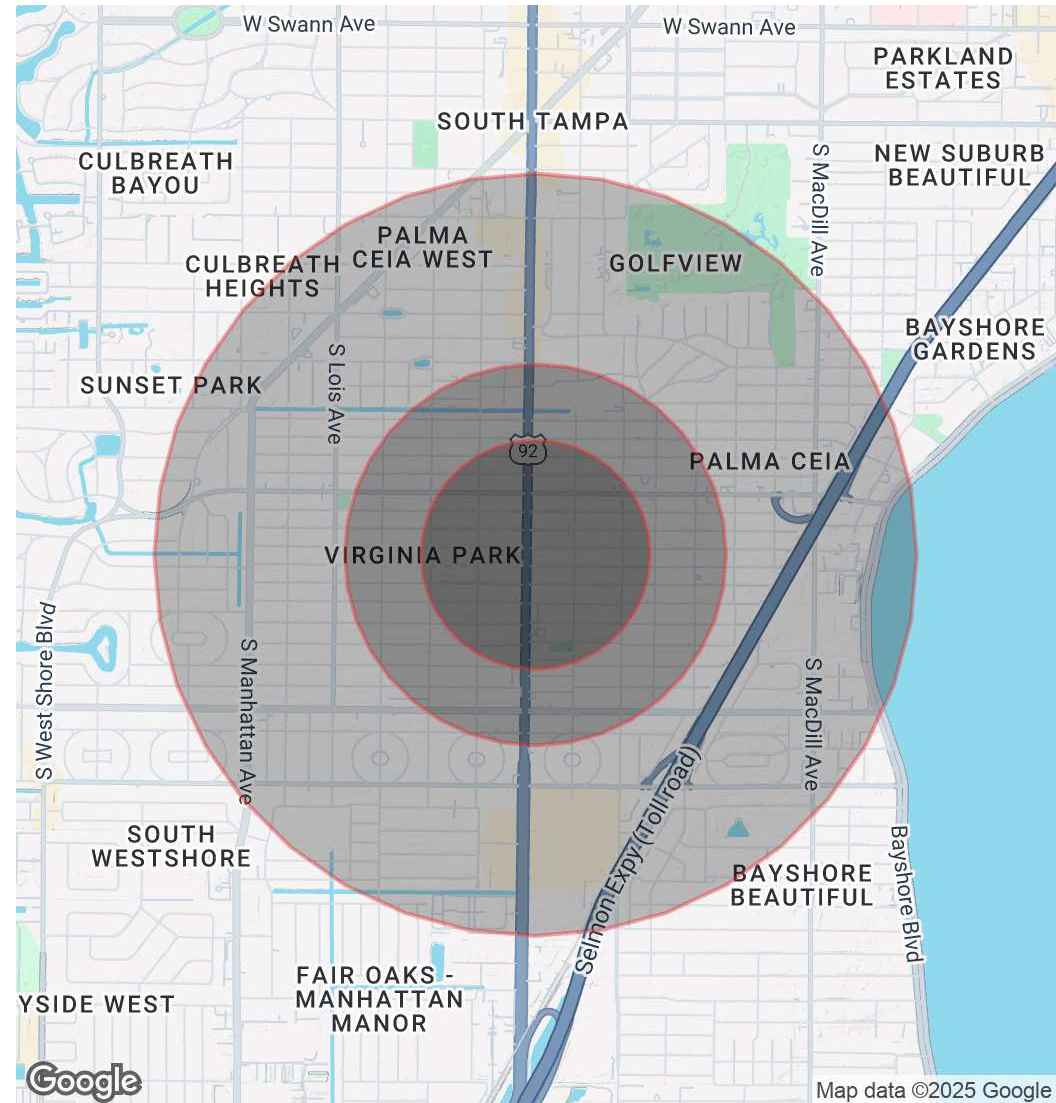 W Swann Ave
W Swann Ave
PARKLAND
ESTATES
SOUTH TAMPA
CULBREATH
BAYOU
S MacDill Ave
NEW SUBURB
BEAUTIFUL
PALMA
CEIA WEST
CULBREATH
HEIGHTS
GOLFVIEW
BAYSHORE
GARDENS
SUNSET PARK
S Lois Ave
92
PALMA CEIA
VIRGINIA PARK
S West Shore Blvd
S Manhattan Ave
S MacDill Ave
Selmon Expy (Toll road)
SOUTH
WESTSHORE
BAYSHORE
BEAUTIFUL
Bayshore Blvd
FAIR OAKS -
MANHATTAN
MANOR
YSIDE WEST
Google
Map data ©2025 Google